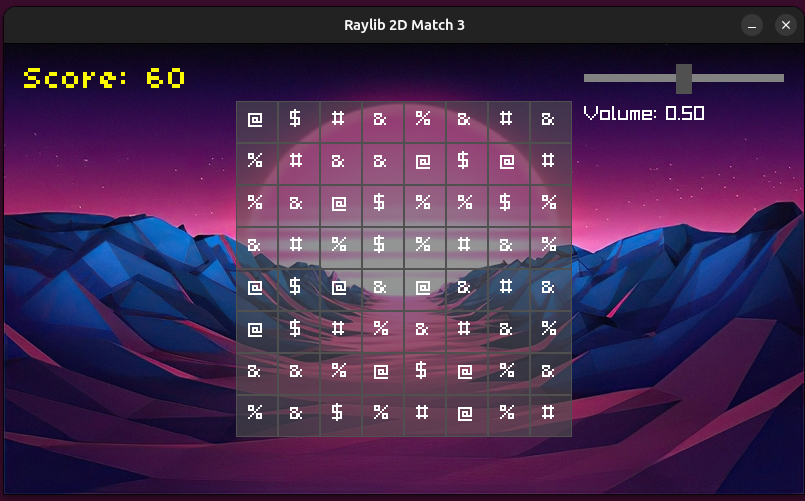 Raylib 2D Match 3
Score: 60
Volume: 0.50
@ $ # & % & # &
% # & & @ $ @ #
% & @ $ % % $ %
& # % $ % # & %
@ $ @ & @ & # &
@ $ # % & # & %
& & % @ $ @ % &
% & $ % # @ % #